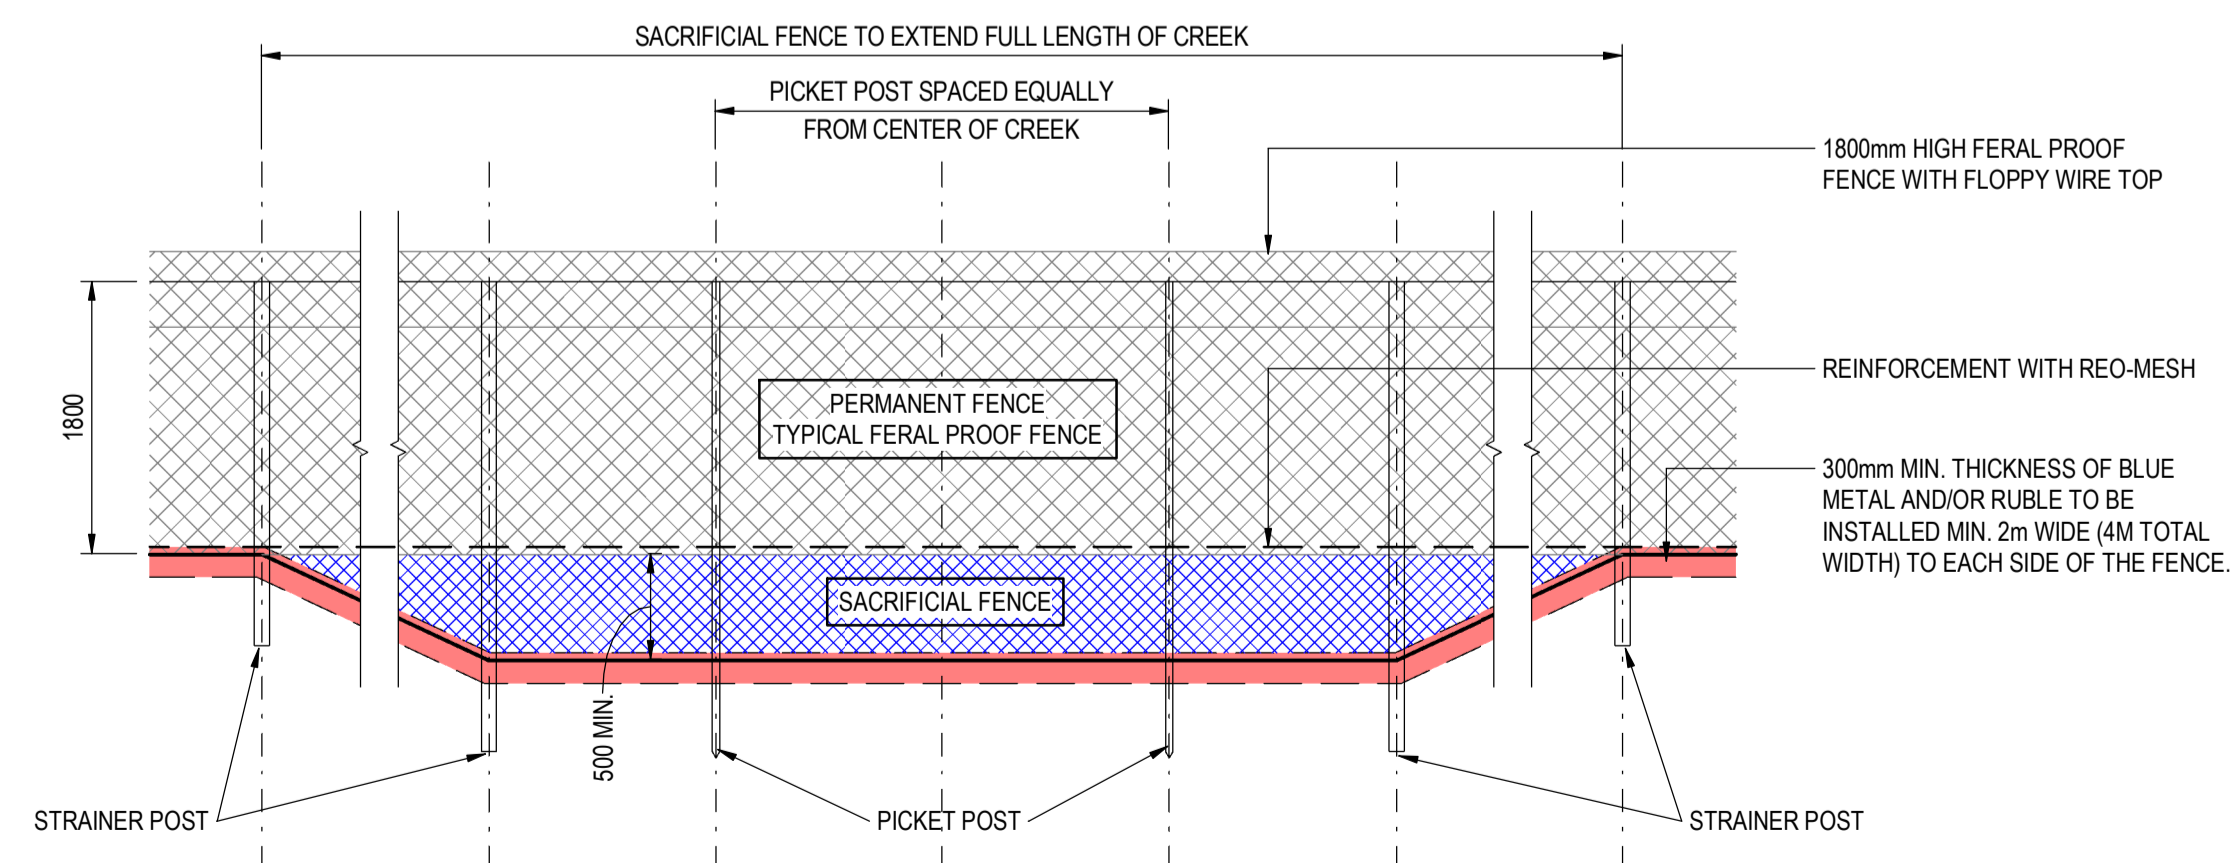 SACRIFICIAL FENCE TO EXTEND FULL LENGTH OF CREEK
PICKET POST SPACED EQUALLY
FROM CENTER OF CREEK
1800mm HIGH FERAL PROOF
FENCE WITH FLOPPY WIRE TOP
REINFORCEMENT WITH REO-MESH
1800
PERMANENT FENCE
TYPICAL FERAL PROOF FENCE
300mm MIN. THICKNESS OF BLUE
METAL AND/OR RUBLE TO BE
INSTALLED MIN. 2m WIDE (4M TOTAL
WIDTH) TO EACH SIDE OF THE FENCE.
SACRIFICIAL FENCE
500 MIN.
STRAINER POST
PICKET POST
STRAINER POST